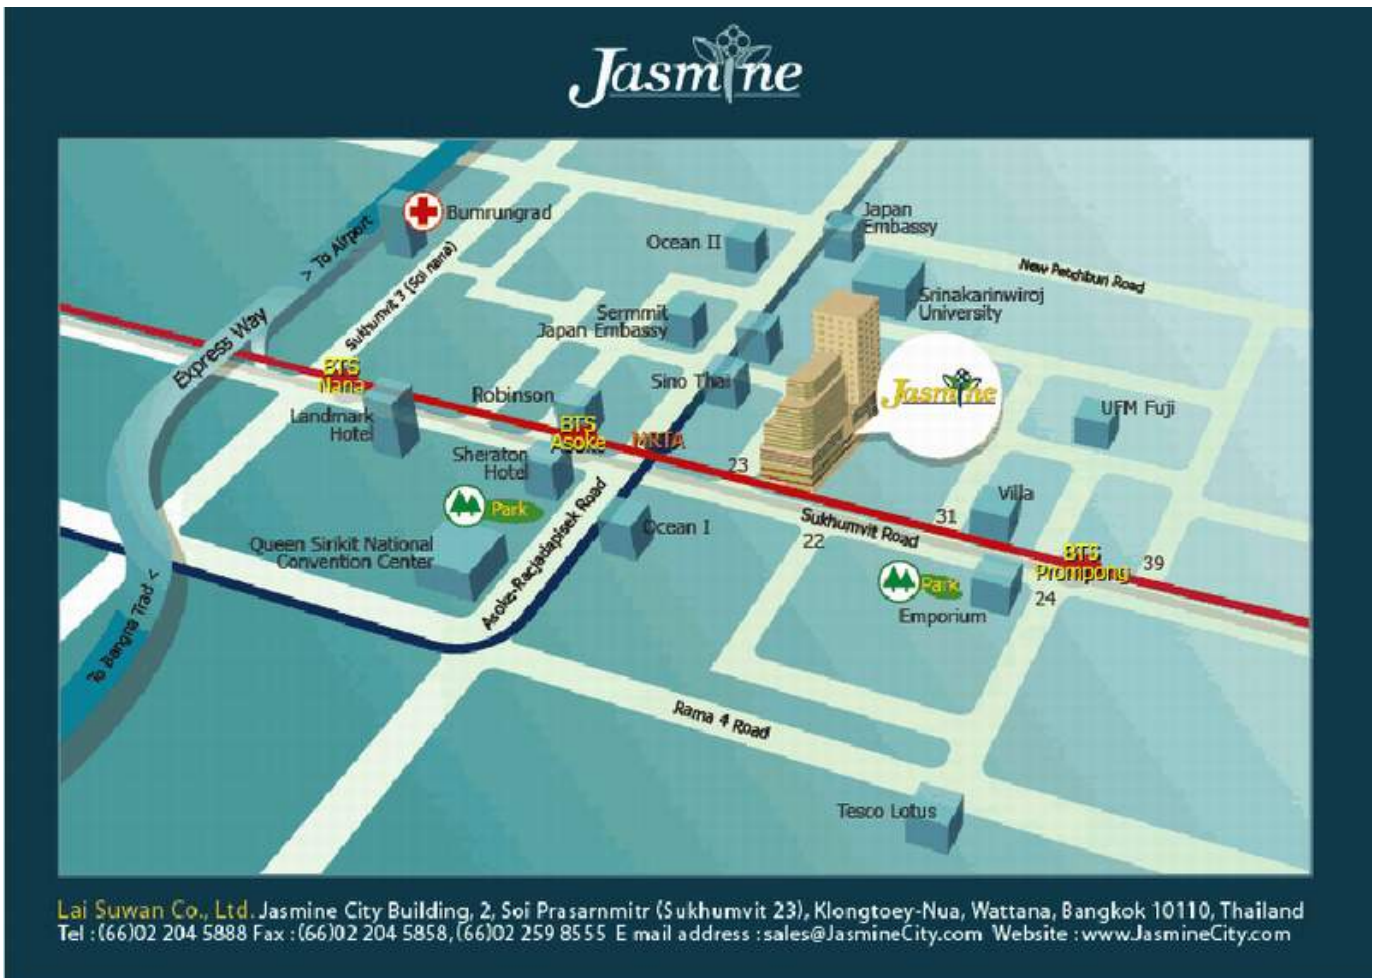 Jasmine
Bumrungrad
> To Airport
Sukhumvit 3 (Soi nana)
Express Way
Ocean II
Japan
Embassy
New Petchburi Road
Srinakarinwiroj
University
Sermmit
Japan Embassy
BTS
Nana
Landmark
Hotel
Robinson
Sino Thai
Jasmine
UFM Fuji
BTS
Asoke
MRTA
Sheraton
Hotel
23
Park
Villa
Asoke-Racjadapisek Road
Ocean I
Sukhumvit Road
22
31
Queen Sirikit National
Convention Center
BTS
Prompong
39
24
Park
Emporium
To Bangna Trad <
Rama 4 Road
Tesco Lotus
Lai Suwan Co., Ltd. Jasmine City Building, 2, Soi Prasarnmitr (Sukhumvit 23), Klongtoey-Nua, Wattana, Bangkok 10110, Thailand
Tel : (66)02 204 5888 Fax : (66)02 204 5858, (66)02 259 8555 E mail address : sales@JasmineCity.com Website : www.JasmineCity.com